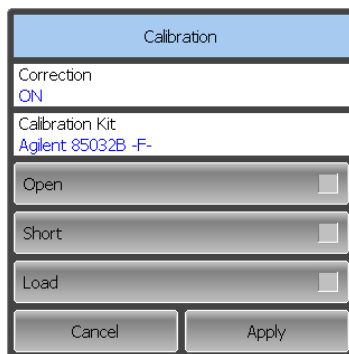 Calibration
Correction
ON
Calibration Kit
Agilent 85032B -F-
Open
Short
Load
Cancel
Apply